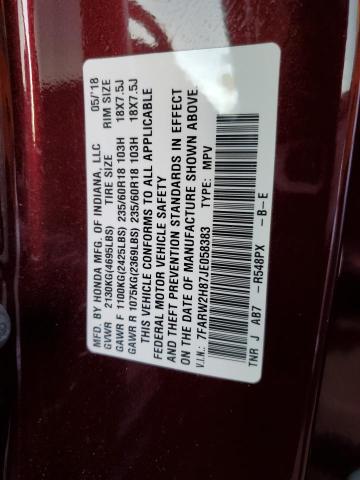 MFD. BY HONDA MFG. OF INDIANA, LLC 05/'18
GVWR 2130KG(4695LBS) TIRE SIZE RIM SIZE
GAWR F 1100KG(2425LBS) 235/60R18 103H 18X7.5J
GAWR R 1075KG(2369LBS) 235/60R18 103H 18X7.5J
THIS VEHICLE CONFORMS TO ALL APPLICABLE
FEDERAL MOTOR VEHICLE SAFETY
AND THEFT PREVENTION STANDARDS IN EFFECT
ON THE DATE OF MANUFACTURE SHOWN ABOVE.
V.I.N.: 7FARW2H87JE058383 TYPE: MPV
TNR J AB7 -R548PX -B-E